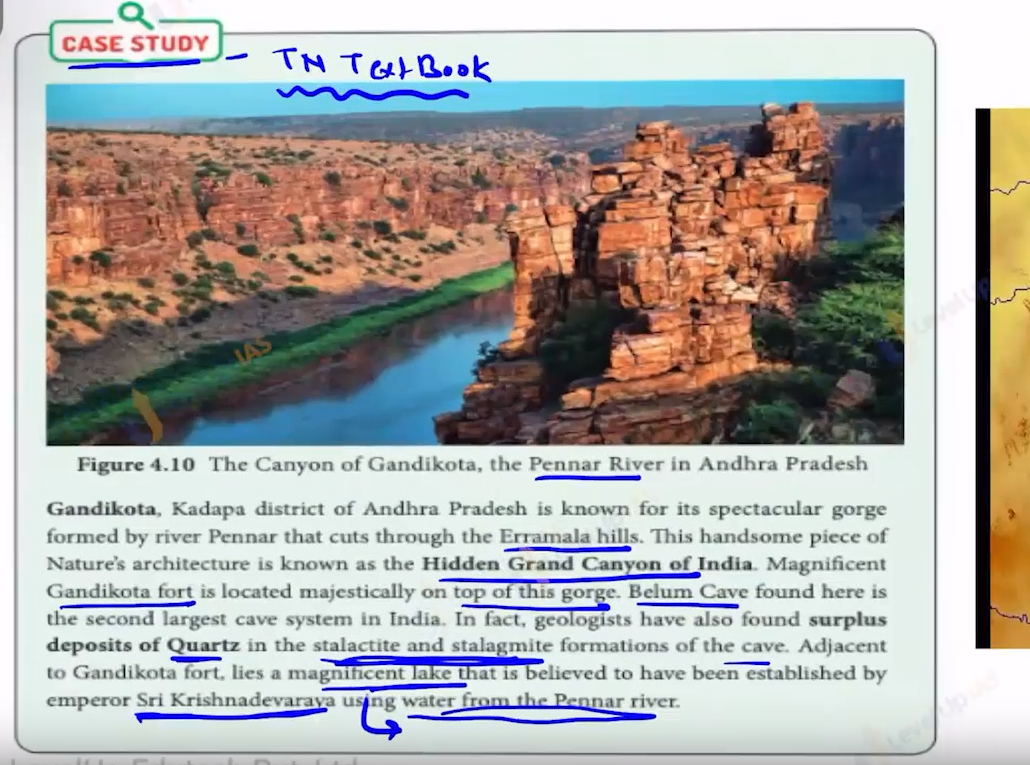 CASE STUDY - TN TextBook
IAS
Figure 4.10 The Canyon of Gandikota, the Pennar River in Andhra Pradesh
Gandikota, Kadapa district of Andhra Pradesh is known for its spectacular gorge
formed by river Pennar that cuts through the Erramala hills. This handsome piece of
Nature's architecture is known as the Hidden Grand Canyon of India. Magnificent
Gandikota fort is located majestically on top of this gorge. Belum Cave found here is
the second largest cave system in India. In fact, geologists have also found surplus
deposits of Quartz in the stalactite and stalagmite formations of the cave. Adjacent
to Gandikota fort, lies a magnificent lake that is believed to have been established by
emperor Sri Krishnadevaraya using water from the Pennar river.